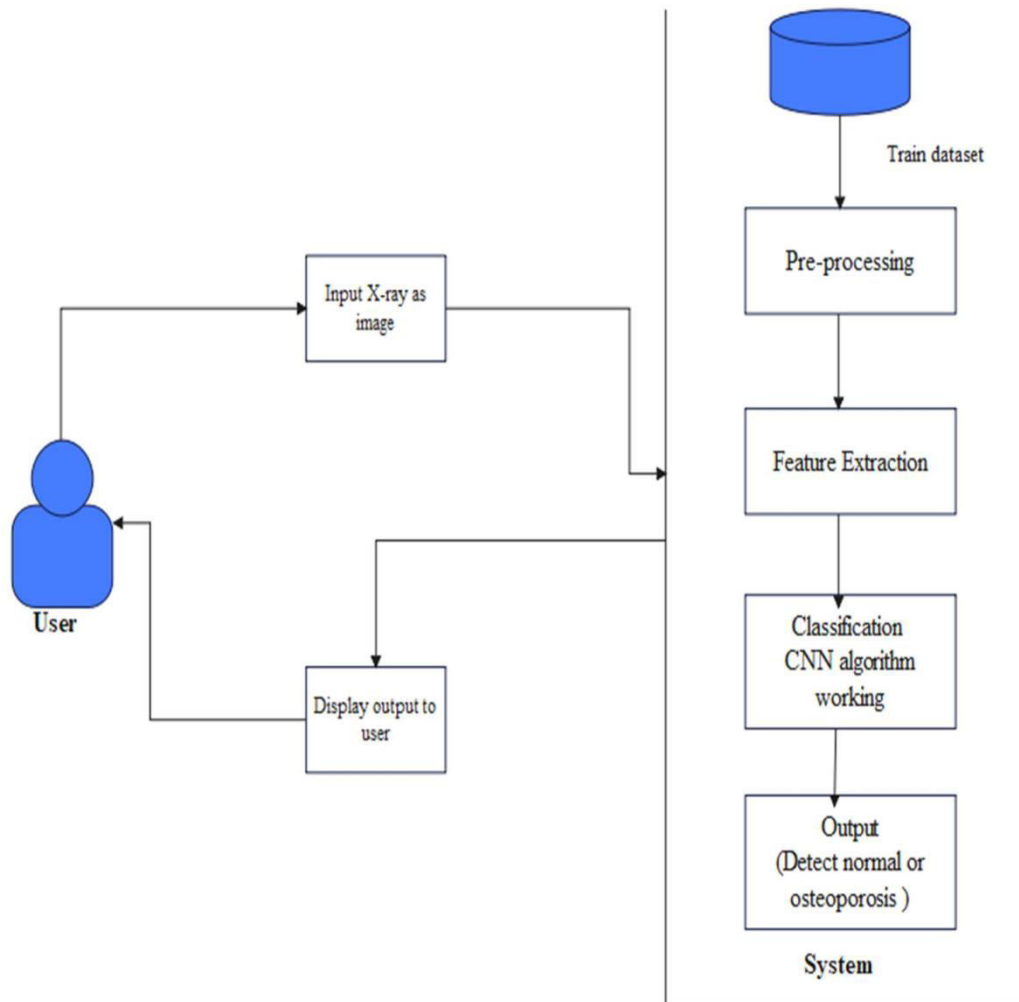 Train dataset
Pre-processing
Input X-ray as
image
Feature Extraction
User
Classification
CNN algorithm
working
Display output to
user
Output
(Detect normal or
osteoporosis )
System